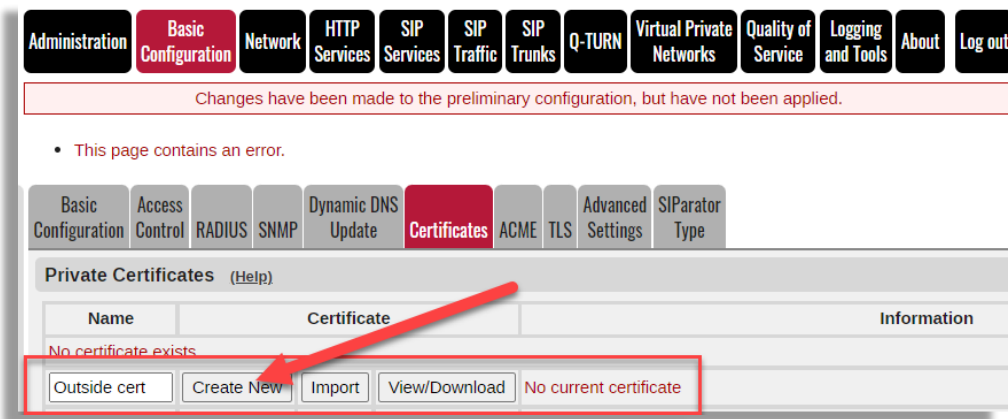 Administration Basic Configuration Network HTTP Services SIP Services SIP Traffic SIP Trunks Q-TURN Virtual Private Networks Quality of Service Logging and Tools About Log out
Changes have been made to the preliminary configuration, but have not been applied.
• This page contains an error.
Basic Configuration Access Control RADIUS SNMP Dynamic DNS Update Certificates ACME TLS Advanced Settings SIParator Type
Private Certificates (Help)
Name Certificate Information
No certificate exists
Outside cert Create New Import View/Download No current certificate